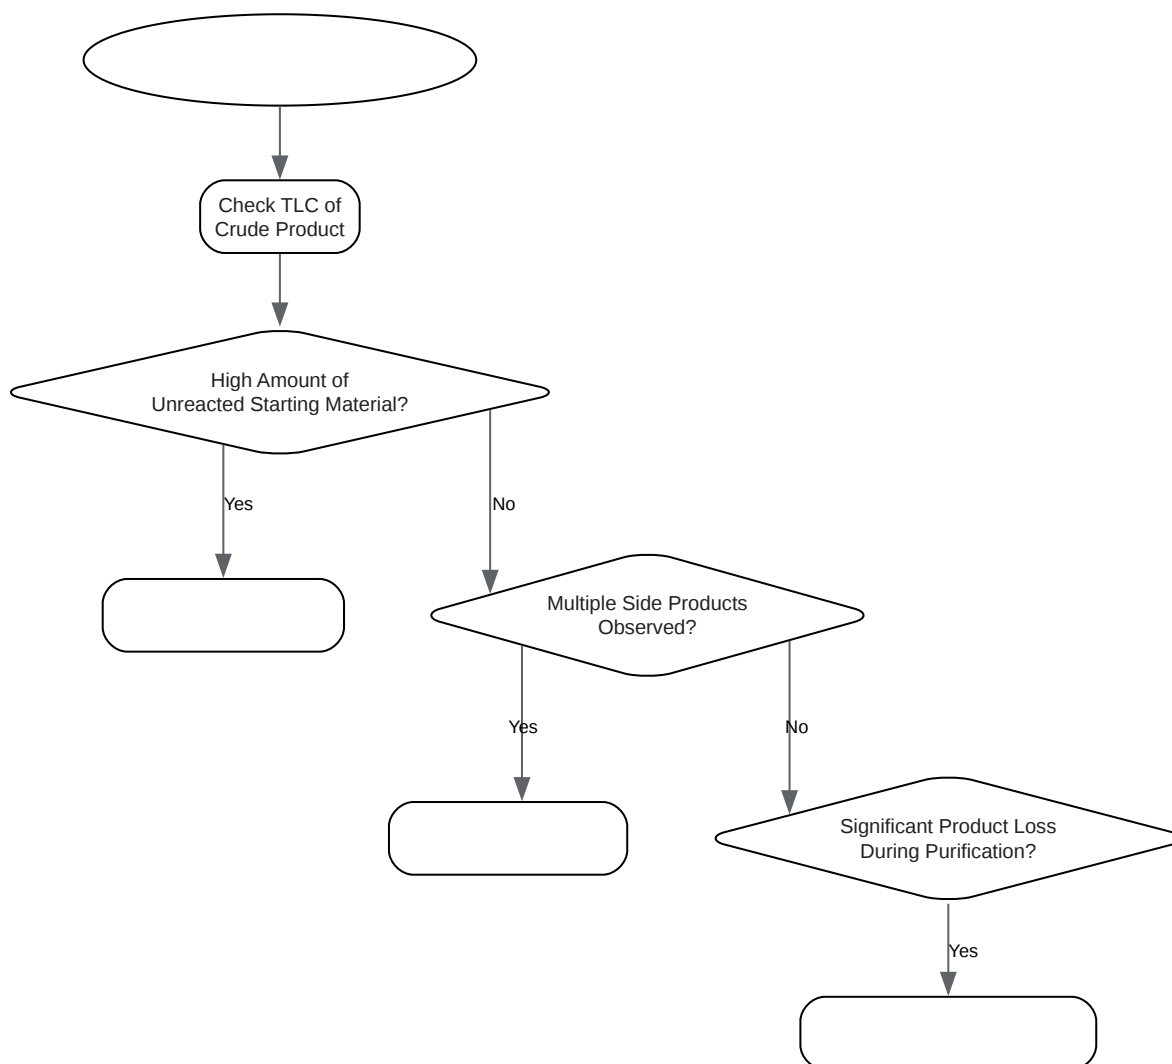 Check TLC of
Crude Product
High Amount of
Unreacted Starting Material?
Yes
No
Multiple Side Products
Observed?
Yes
No
Significant Product Loss
During Purification?
Yes